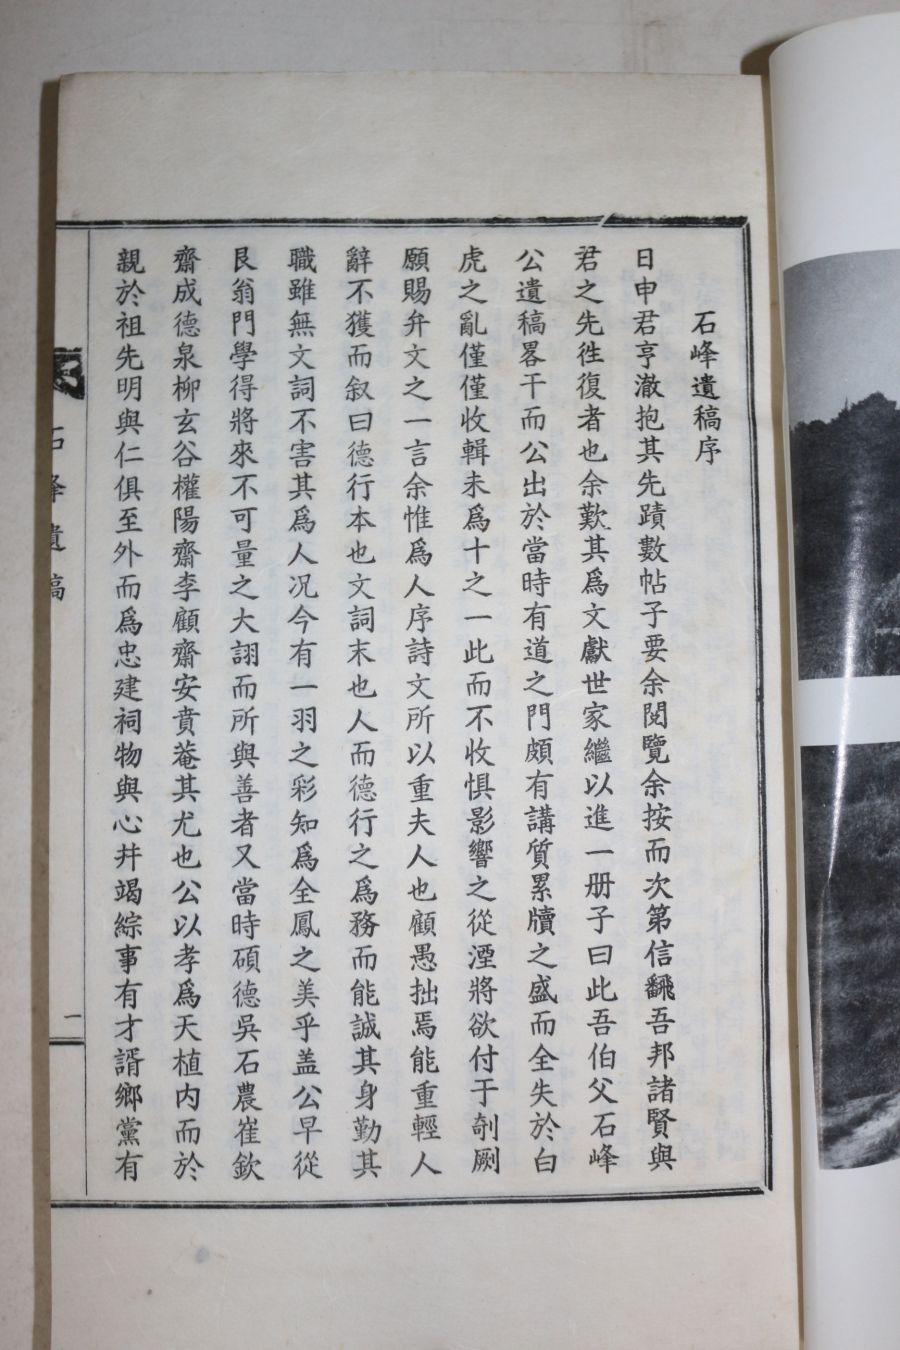 石峰遺稿序
日申君亨澈抱其先蹟數帖子要余閱覽余按而次第信飜吾邦諸賢與
君之先徃復者也余歎其爲文獻世家繼以進一册子曰此吾伯父石峰
公遺稿畧干而公出於當時有道之門頗有講質累牘之盛而全失於白
虎之亂僅僅收輯未爲十之一此而不收惧影響之從湮將欲付于剞劂
願賜弁文之一言余惟爲人序詩文所以重夫人也顧愚拙焉能重輕人
辭不獲而叙曰德行本也文詞末也人而德行之爲務而能誠其身勤其
職雖無文詞不害其爲人况今有一羽之彩知爲全鳳之美乎盖公早從
艮翁門學得將來不可量之大詡而所與善者又當時碩德吳石農崔欽
齋成德泉柳玄谷權陽齋李顧齋安賁菴其尤也公以孝爲天植内而於
親於祖先明與仁俱至外而爲忠建祠物與心井竭綜事有才諝鄉黨有
石峰遺稿
一